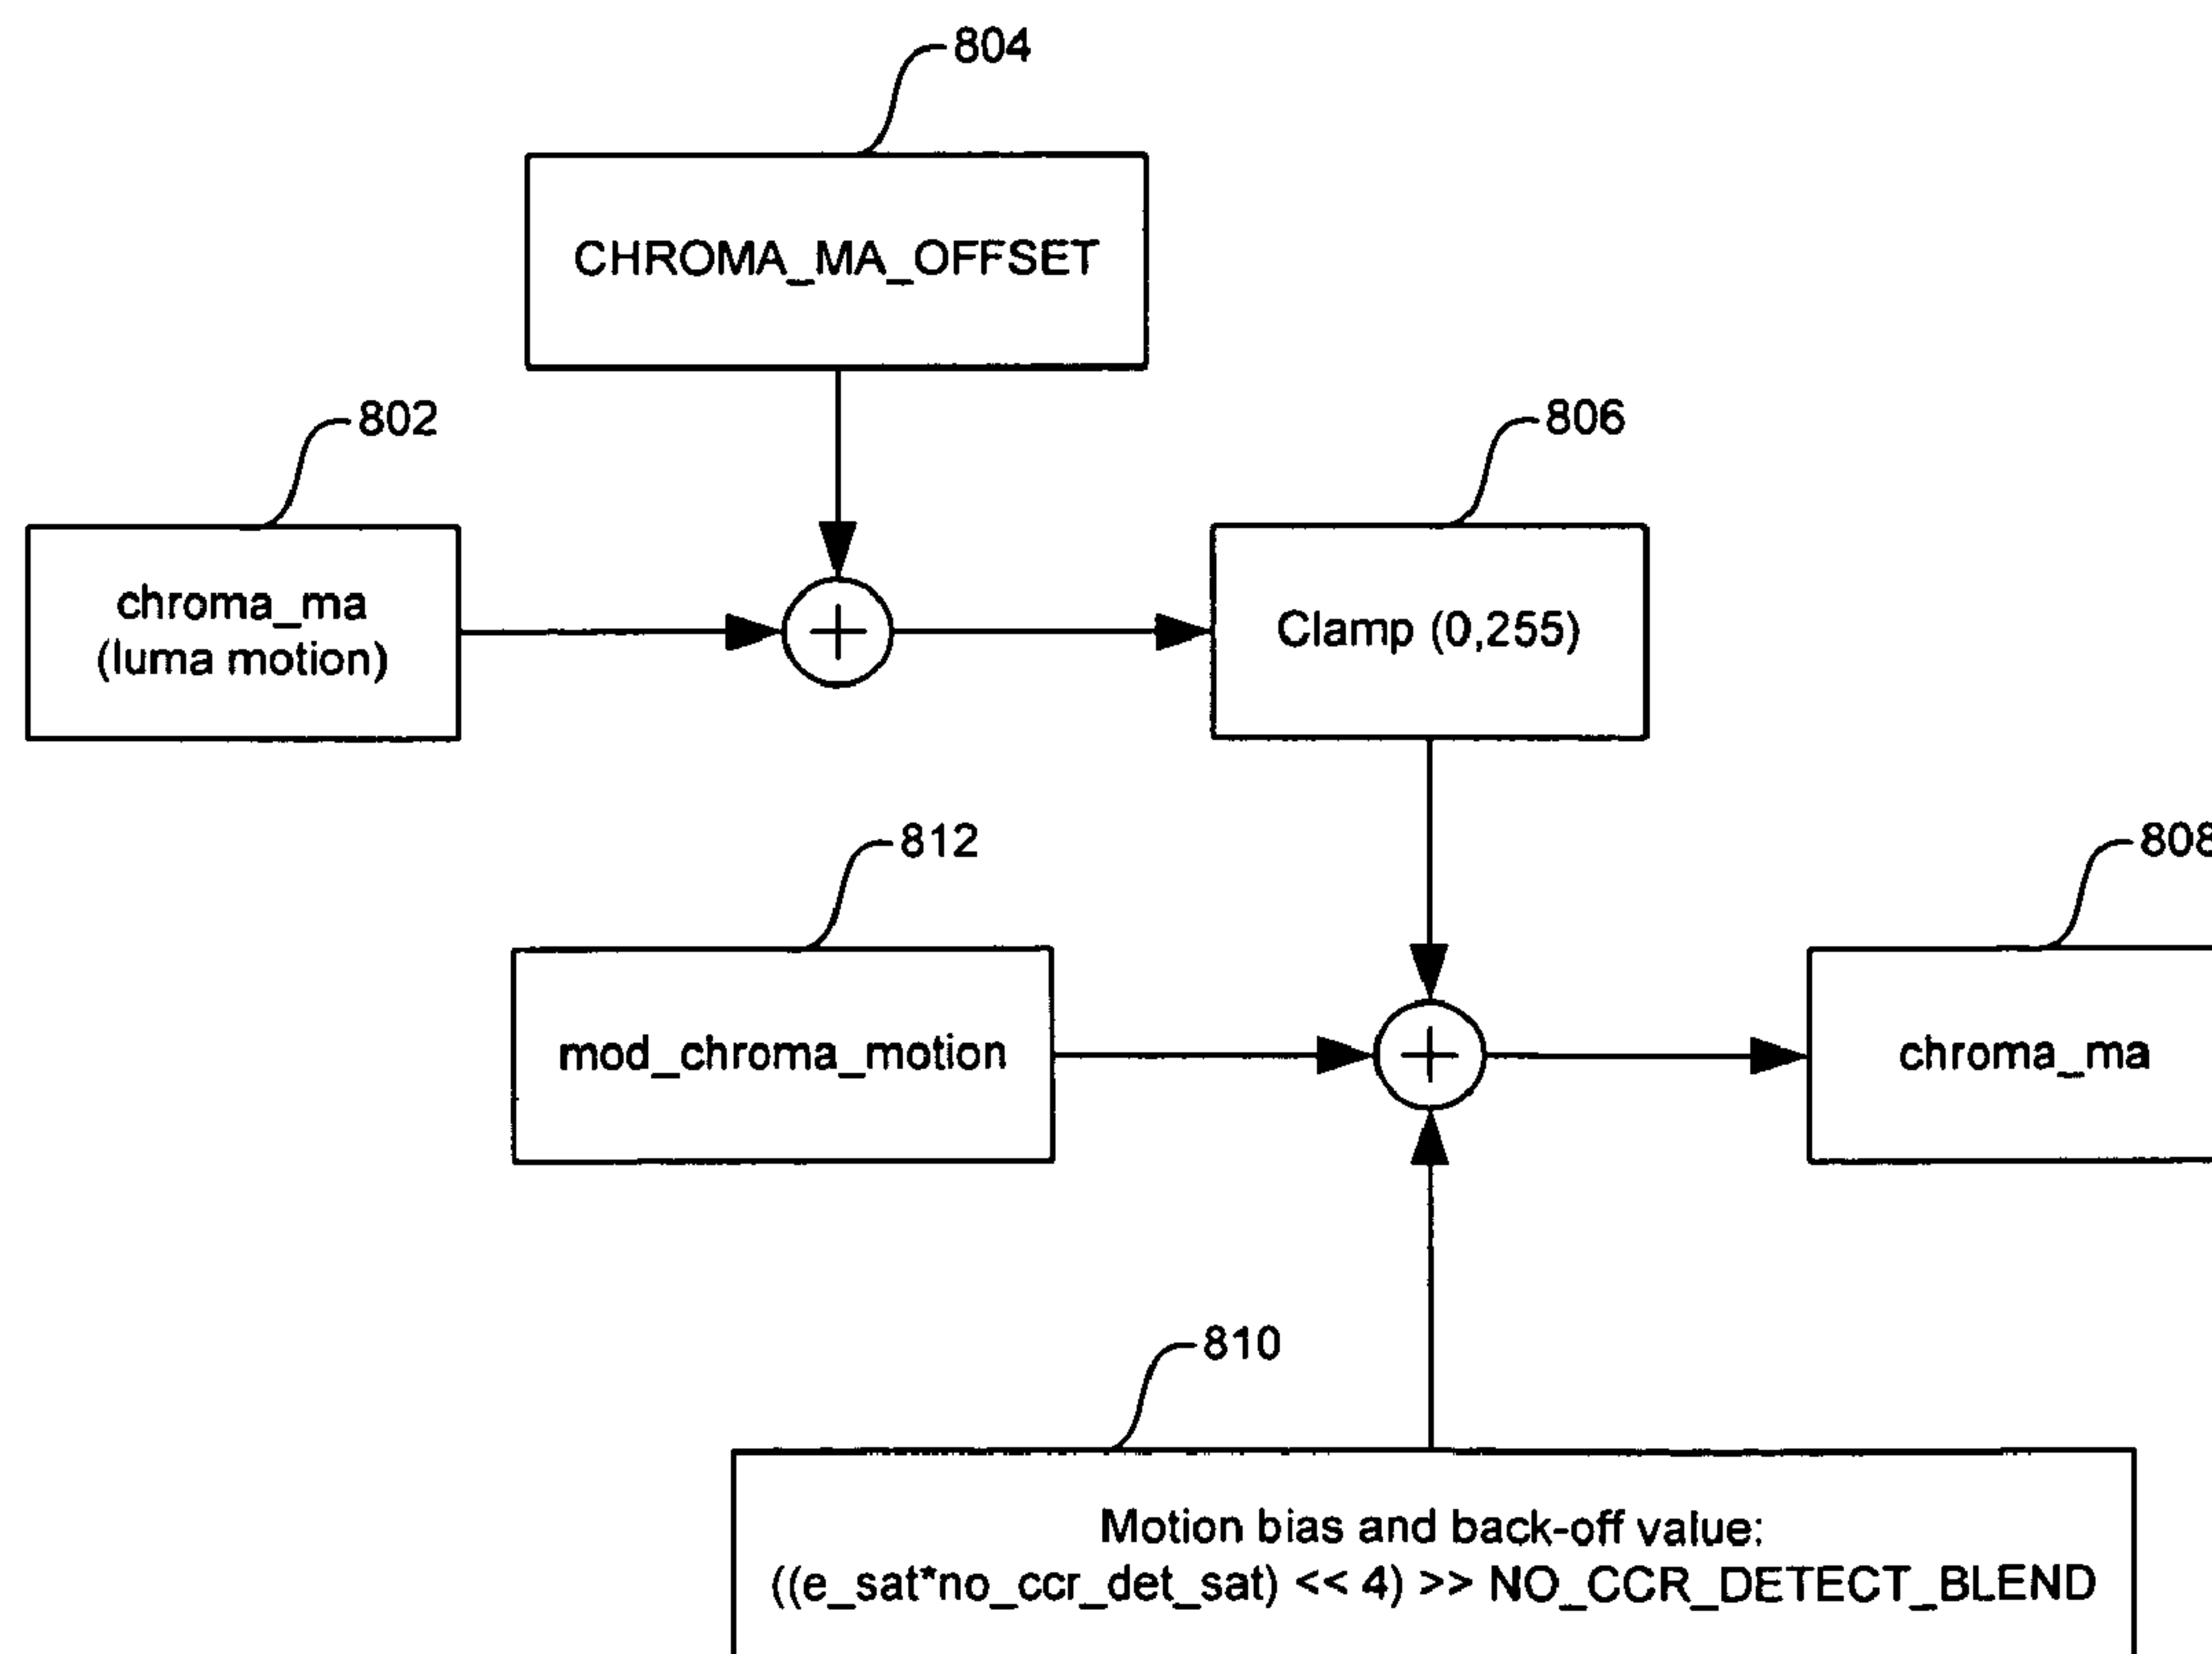 804
CHROMA_MA_OFFSET
802
806
chroma_ma
(luma motion)
Clamp (0,255)
812
808
mod_chroma_motion
chroma_ma
810
Motion bias and back-off value:
((e_sat*no_ccr_det_sat) << 4) >> NO_CCR_DETECT_BLEND